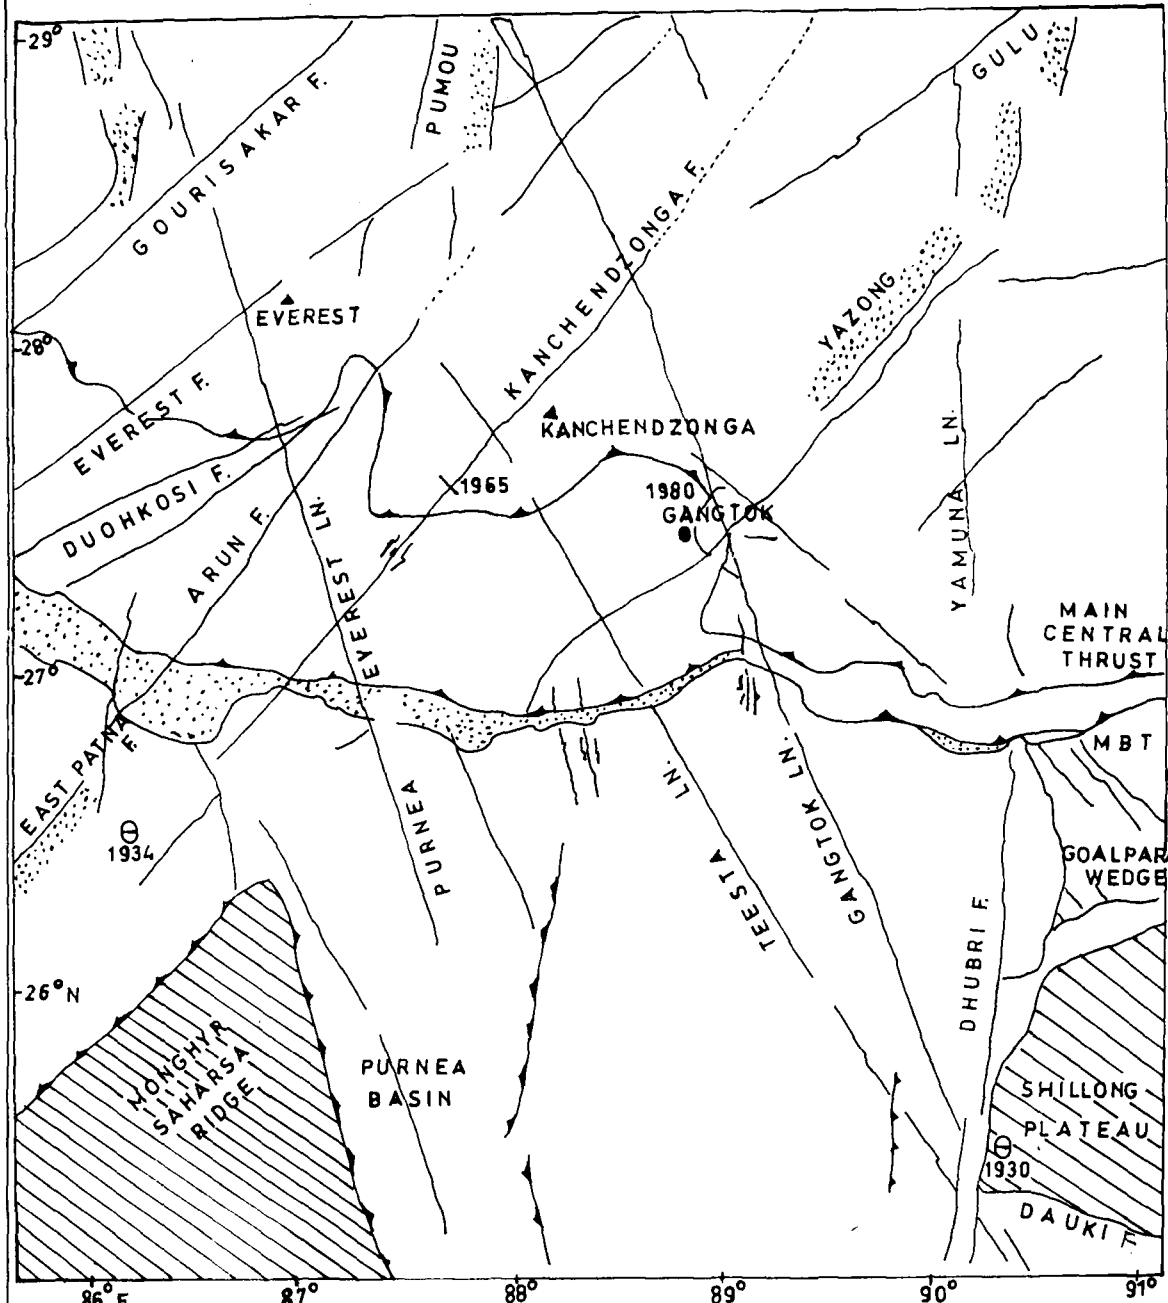 29°
PUMOU
GULU
GOURISAKAR F.
KANCHENDZONGA F.
EVEREST
YAZONG
28°
EVEREST F.
KANCHENDZONGA
YAMUNA LN.
1965
1980
GANGTOK
DUOHKOSI F.
ARUN F.
EVEREST LN.
EVEREST
MAIN
CENTRAL
THRUST
27°
EAST PATNA
F.
MBT
1934
PURNEA
TEESTA LN.
GANGTOK LN.
GOALPAR
WEDGE
DHUBRI F.
26°N
MONGHYR
SAHARSA
RIDGE
PURNEA
BASIN
SHILLONG
PLATEAU
1930
DAUKI F.
86°E
87°
88°
89°
90°
91°